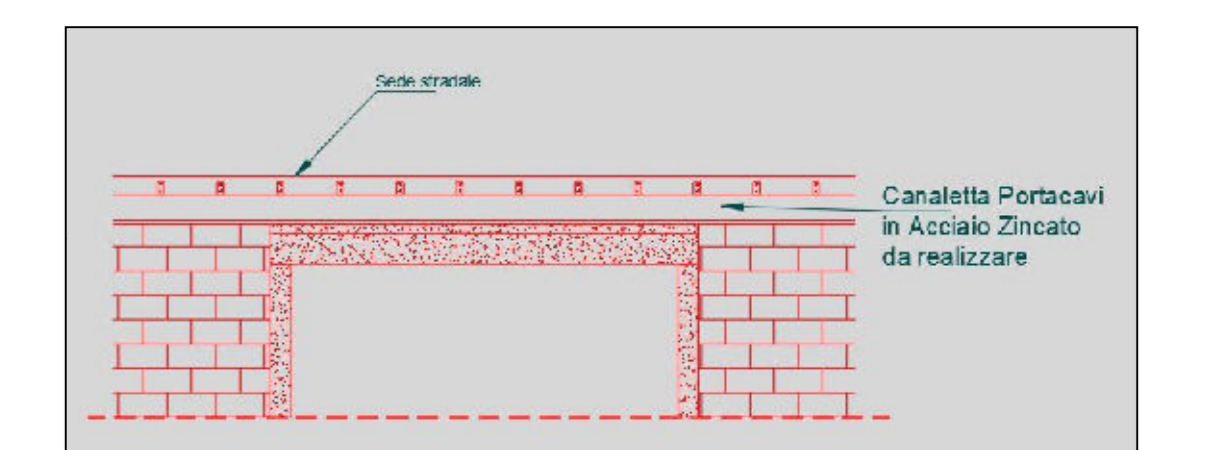 Sede stradale
Canaletta Portacavi
in Acciaio Zincato
da realizzare